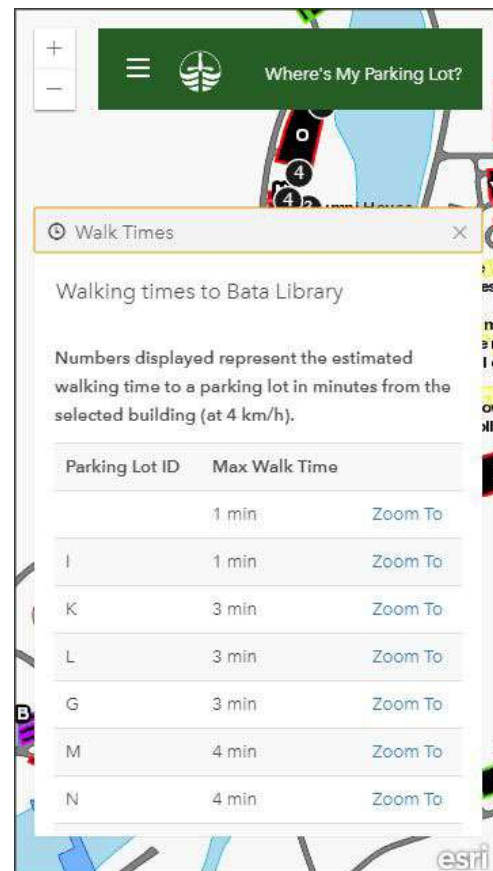 +
Where's My Parking Lot?
−
O
4
4
Walk Times
Walking times to Bata Library
Numbers displayed represent the estimated
walking time to a parking lot in minutes from the
selected building (at 4 km/h).
Parking Lot ID Max Walk Time
1 min Zoom To
I 1 min Zoom To
K 3 min Zoom To
L 3 min Zoom To
G 3 min Zoom To
B
M 4 min Zoom To
N 4 min Zoom To
esri